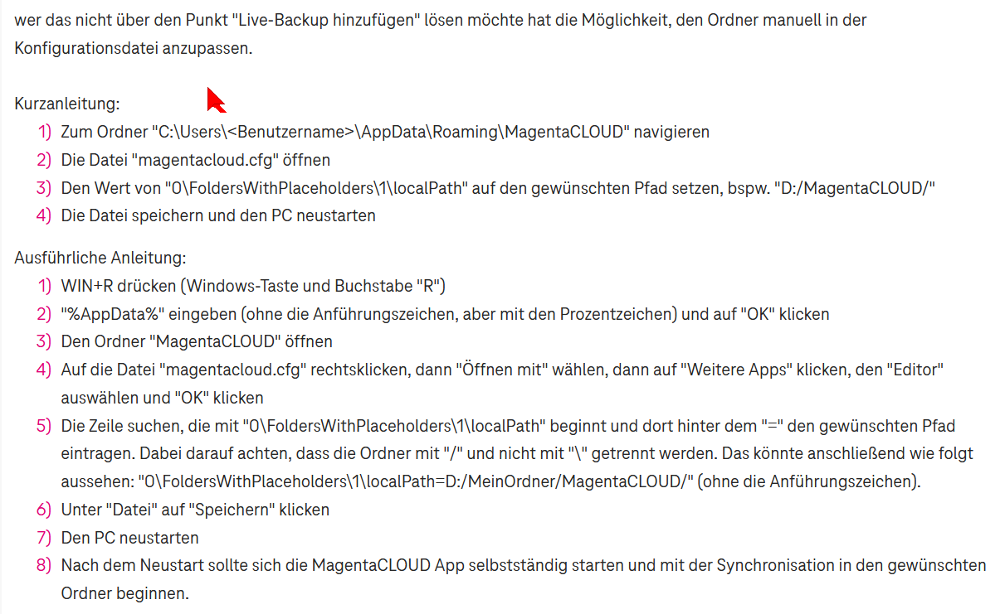 wer das nicht über den Punkt "Live-Backup hinzufügen" lösen möchte hat die Möglichkeit, den Ordner manuell in der
Konfigurationsdatei anzupassen.
Kurzanleitung:
1) Zum Ordner "C:\Users\<Benutzername>\AppData\Roaming\MagentaCLOUD" navigieren
2) Die Datei "magentacloud.cfg" öffnen
3) Den Wert von "0\FoldersWithPlaceholders\1\localPath" auf den gewünschten Pfad setzen, bspw. "D:/MagentaCLOUD/"
4) Die Datei speichern und den PC neustarten
Ausführliche Anleitung:
1) WIN+R drücken (Windows-Taste und Buchstabe "R")
2) "%AppData%" eingeben (ohne die Anführungszeichen, aber mit den Prozentzeichen) und auf "OK" klicken
3) Den Ordner "MagentaCLOUD" öffnen
4) Auf die Datei "magentacloud.cfg" rechtsklicken, dann "Öffnen mit" wählen, dann auf "Weitere Apps" klicken, den "Editor"
auswählen und "OK" klicken
5) Die Zeile suchen, die mit "0\FoldersWithPlaceholders\1\localPath" beginnt und dort hinter dem "=" den gewünschten Pfad
eintragen. Dabei darauf achten, dass die Ordner mit "/" und nicht mit "\" getrennt werden. Das könnte anschließend wie folgt
aussehen: "0\FoldersWithPlaceholders\1\localPath=D:/MeinOrdner/MagentaCLOUD/" (ohne die Anführungszeichen).
6) Unter "Datei" auf "Speichern" klicken
7) Den PC neustarten
8) Nach dem Neustart sollte sich die MagentaCLOUD App selbstständig starten und mit der Synchronisation in den gewünschten
Ordner beginnen.